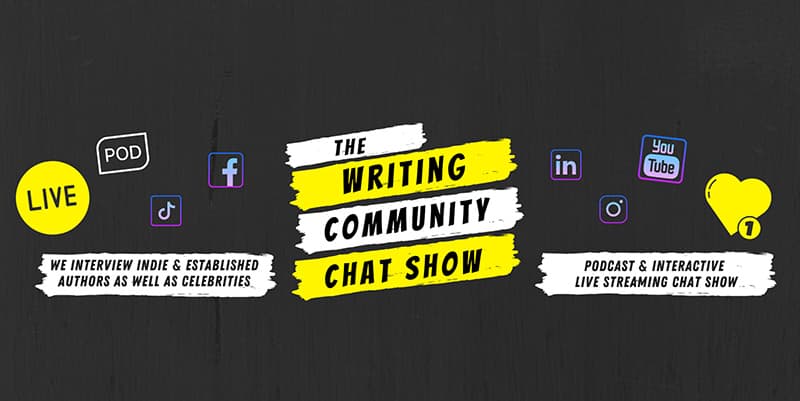 LIVE
POD
f
WE INTERVIEW INDIE & ESTABLISHED
AUTHORS AS WELL AS CELEBRITIES
THE
WRITING
COMMUNITY
CHAT SHOW
in
You
Tube
1
PODCAST & INTERACTIVE
LIVE STREAMING CHAT SHOW